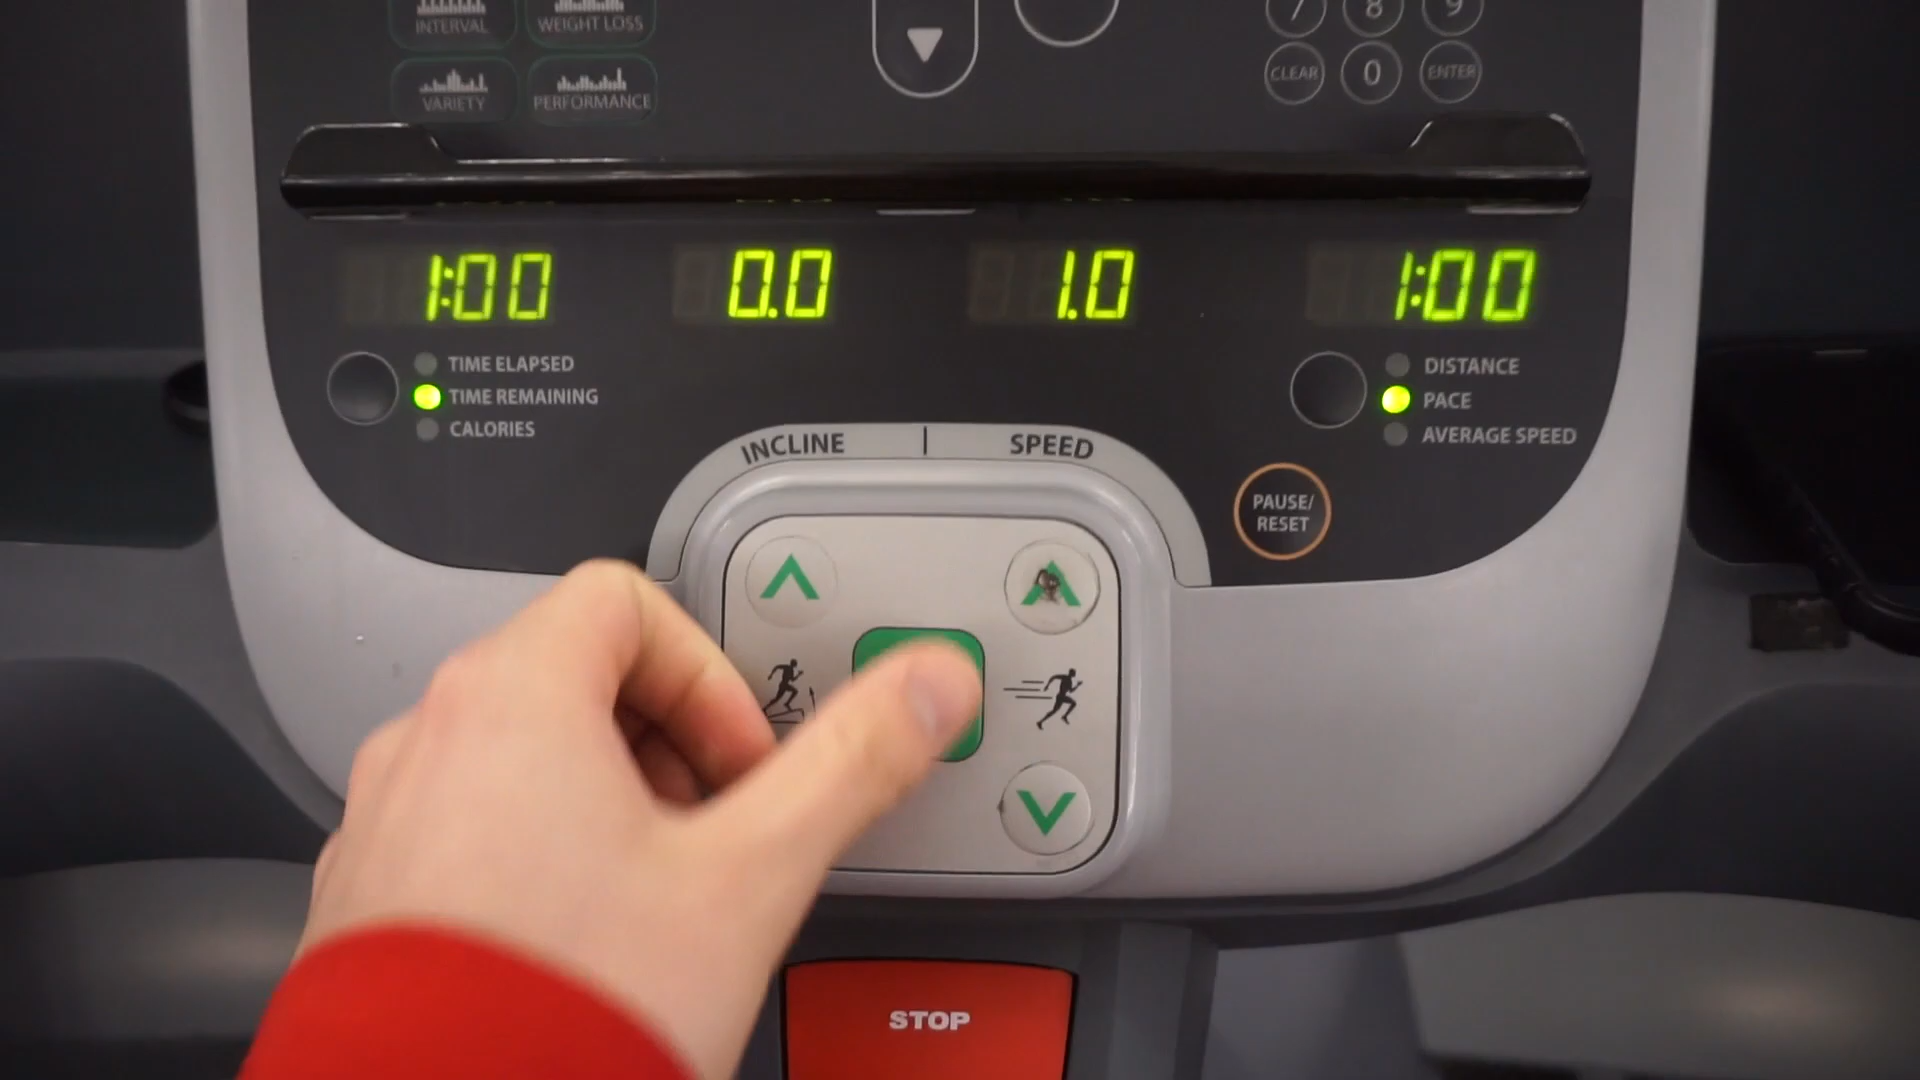 INTERVAL
WEIGHT LOSS
VARIETY
PERFORMANCE
7 8 9
CLEAR 0 ENTER
1:00
0.0
1.0
1:00
TIME ELAPSED
TIME REMAINING
CALORIES
DISTANCE
PACE
AVERAGE SPEED
INCLINE | SPEED
PAUSE/
RESET
STOP